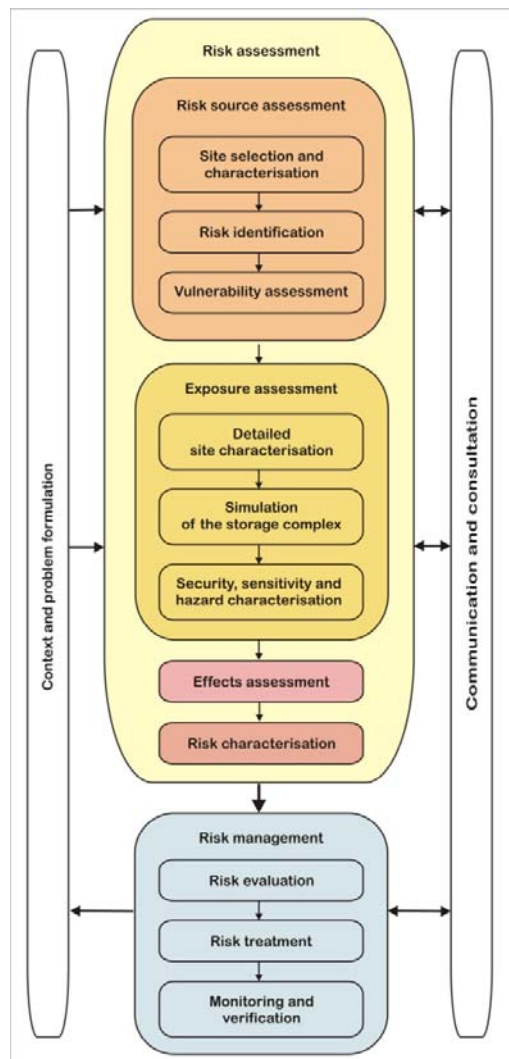 Risk assessment
Risk source assessment
Site selection and
characterisation
Risk identification
Vulnerability assessment
Exposure assessment
Detailed
site characterisation
Simulation
of the storage complex
Security, sensitivity and
hazard characterisation
Effects assessment
Risk characterisation
Risk management
Risk evaluation
Risk treatment
Monitoring and
verification
Context and problem formulation
Communication and consultation